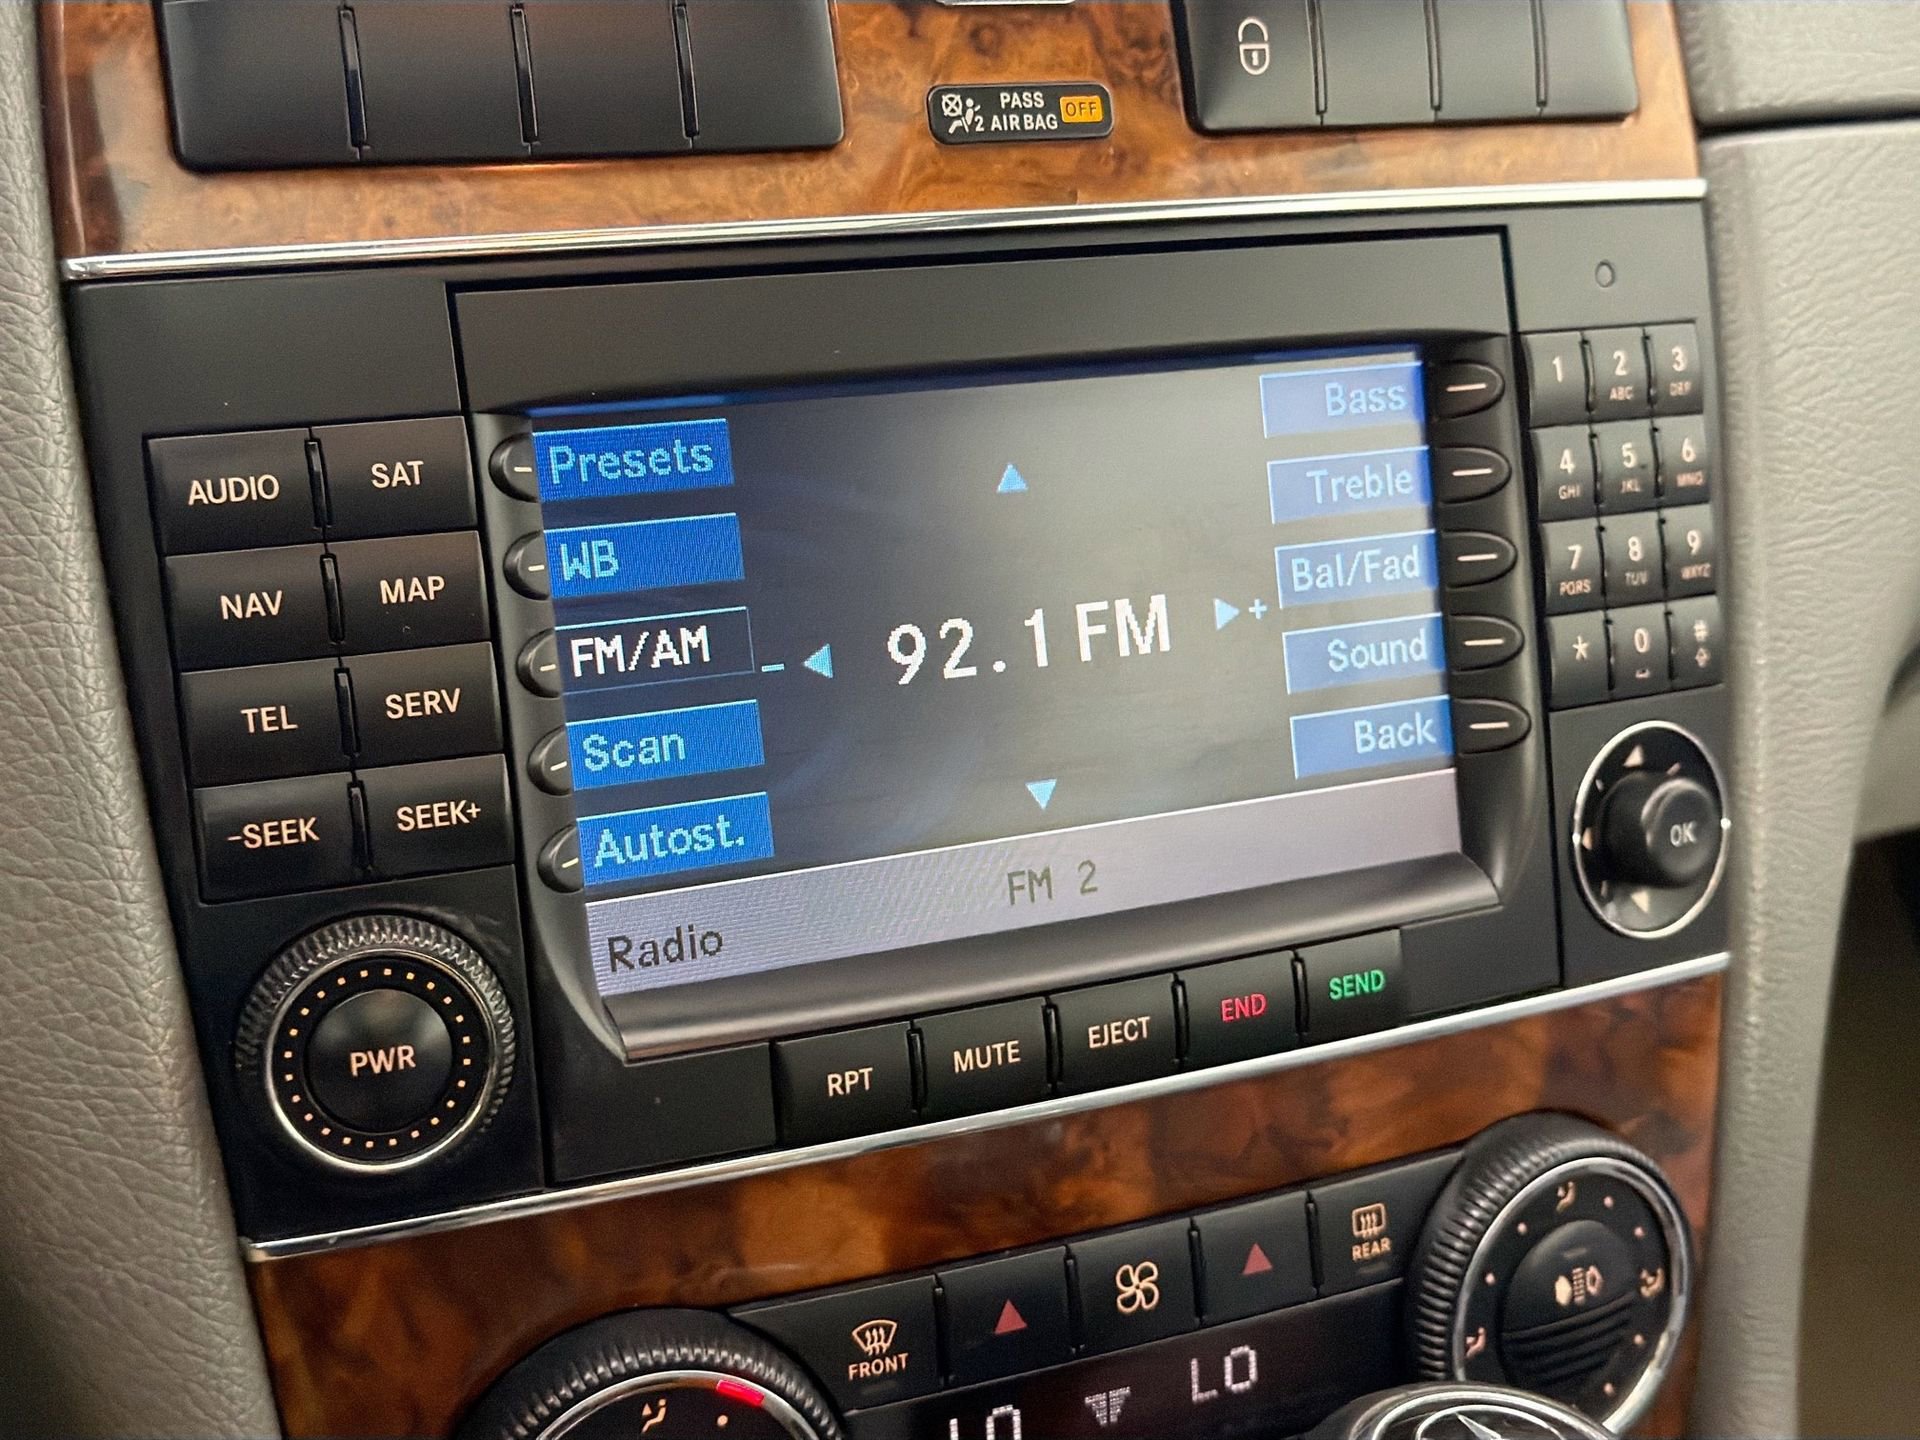 PASS
2 AIR BAG OFF
AUDIO
SAT
NAV
MAP
TEL
SERV
-SEEK
SEEK+
PWR
Presets
WB
FM/AM
Scan
Autost.
- 92.1 FM +
Bass
Treble
Bal/Fad
Sound
Back
FM 2
Radio
1
2 ABC
3 DEF
4 GHI
5 JKL
6 MNO
7 PQRS
8 TUV
9 WXYZ
*
0
#
OK
RPT
MUTE
EJECT
END
SEND
FRONT
REAR
LO
LO